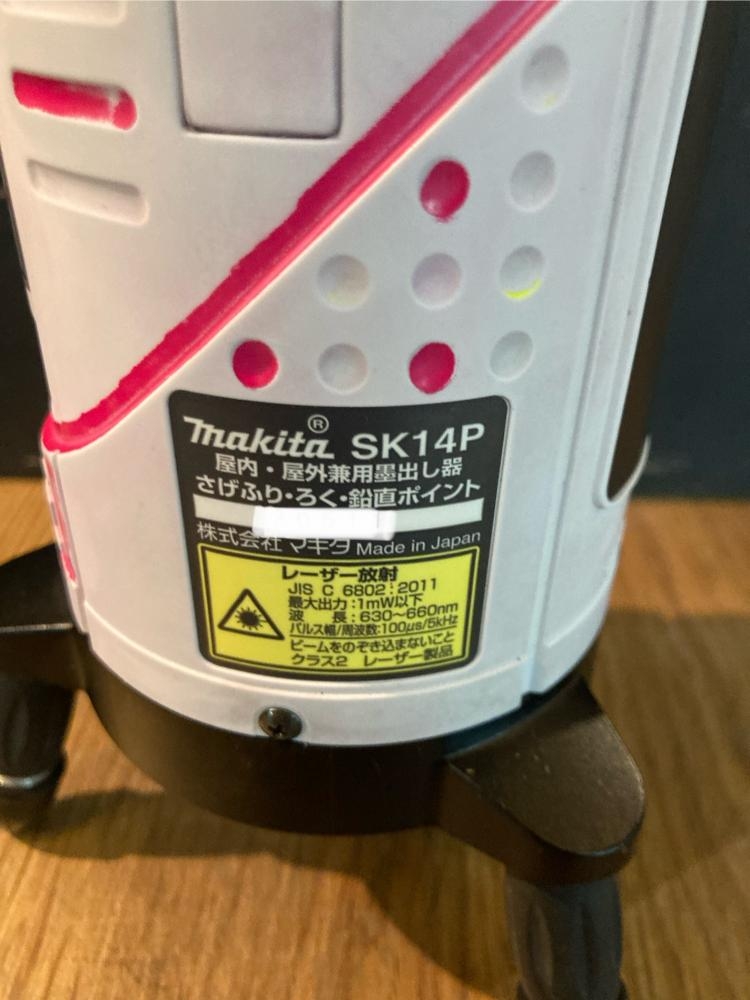 makita® SK14P
屋内・屋外兼用墨出し器
さげふり・ろく・鉛直ポイント
株式会社 マキタ Made in Japan
レーザー放射
JIS C 6802:2011
最大出力:1mW以下
波 長:630〜660nm
パルス幅/周波数:100μs/5kHz
ビームをのぞき込まないこと
クラス2 レーザー製品